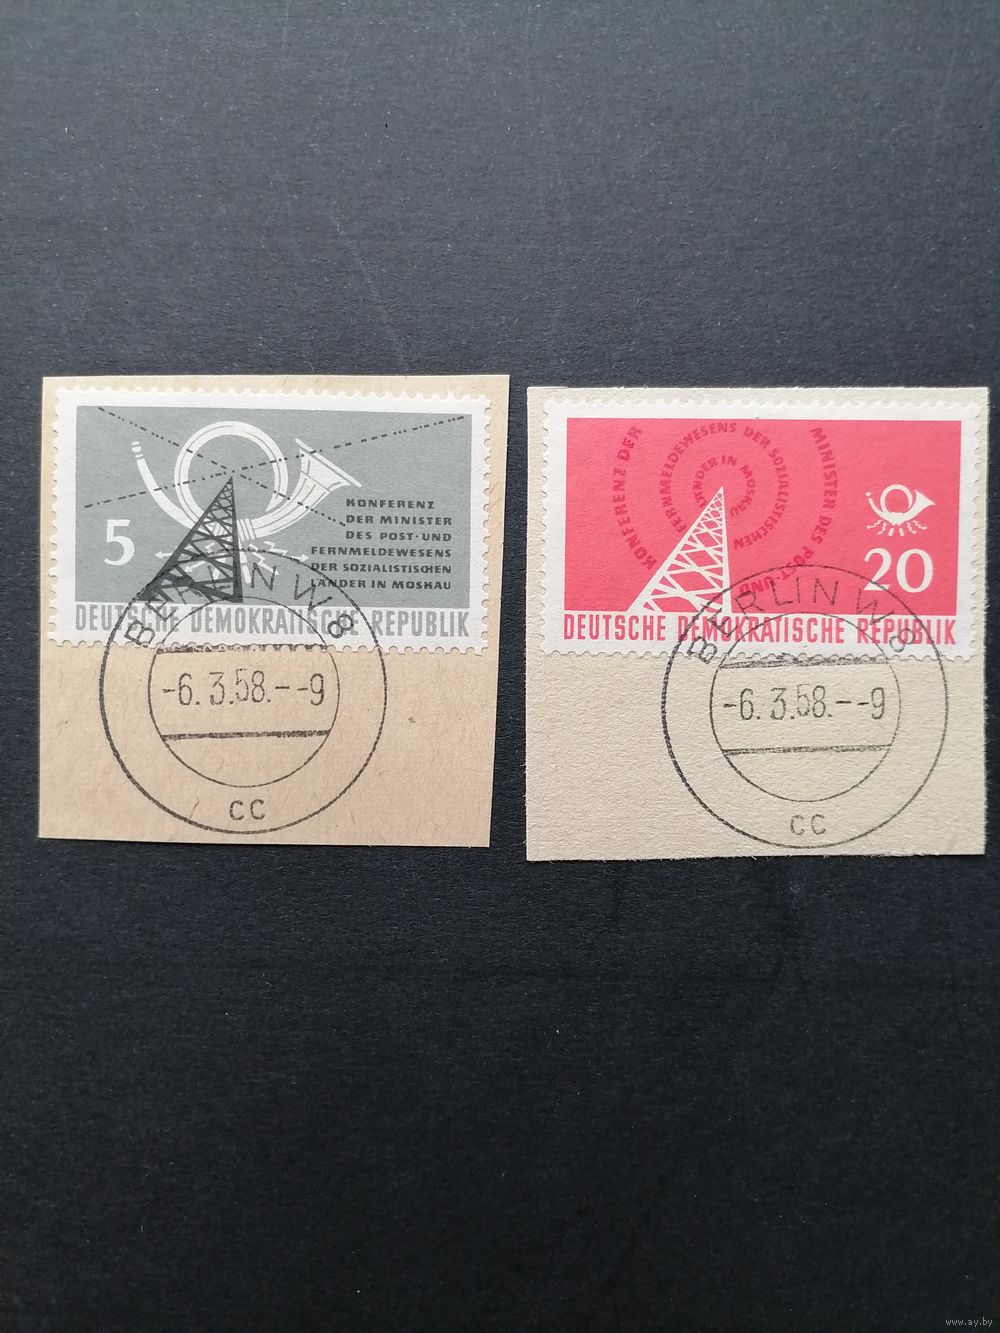 5
KONFERENZ
DER MINISTER
DES POST-UND
FERNMELDEWESENS
DER SOZIALISTISCHEN
LÄNDER IN MOSKAU
DEUTSCHE DEMOKRATISCHE REPUBLIK
BERLIN W 8
-6. 3.58.--9
CC
KONFERENZ DER MINISTER DES POST-UND
FERNMELDEWESENS DER SOZIALISTISCHEN
LÄNDER IN MOSKAU
20
DEUTSCHE DEMOKRATISCHE REPUBLIK
BERLIN W 8
-6. 3.58.--9
CC
www.ay.by